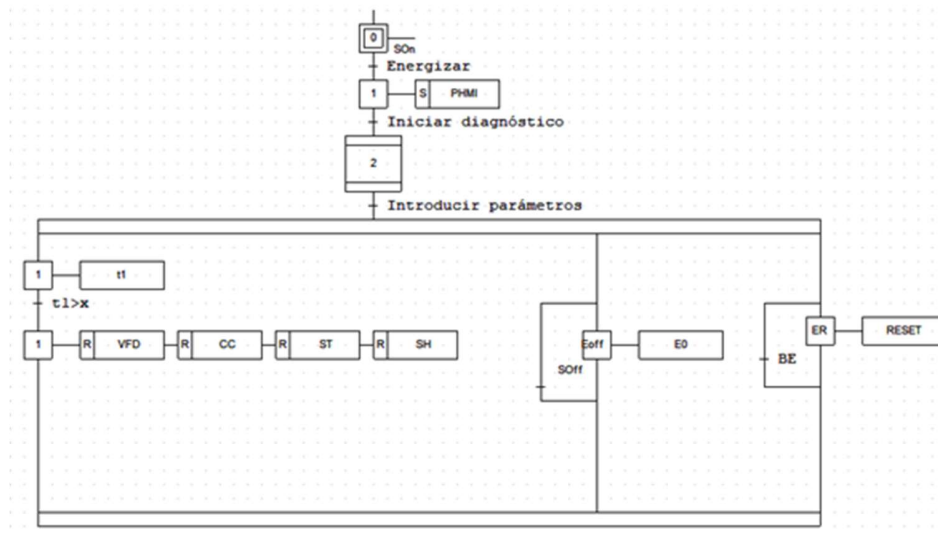 0
SOn
Energizar
1 S PHMI
Iniciar diagnóstico
2
Introducir parámetros
1 t1
t1>x
1 R VFD R CC R ST R SH
Eoff E0
SOff
ER RESET
BE